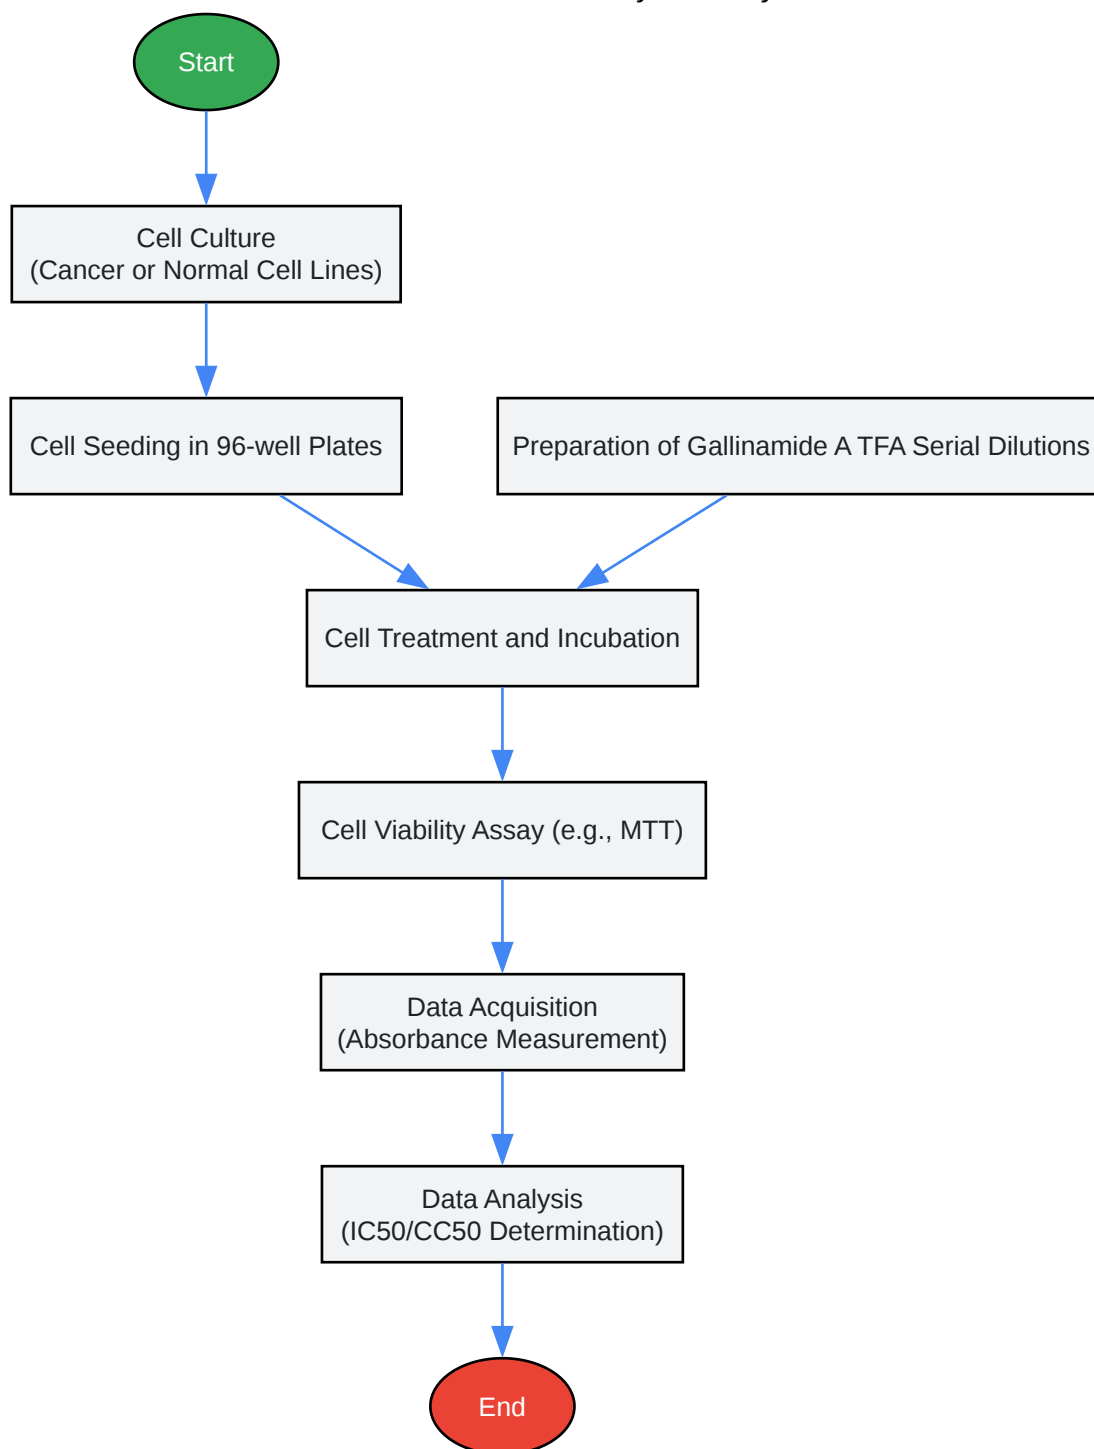 Start
Cell Culture
(Cancer or Normal Cell Lines)
Cell Seeding in 96-well Plates
Preparation of Gallinamide A TFA Serial Dilutions
Cell Treatment and Incubation
Cell Viability Assay (e.g., MTT)
Data Acquisition
(Absorbance Measurement)
Data Analysis
(IC50/CC50 Determination)
End